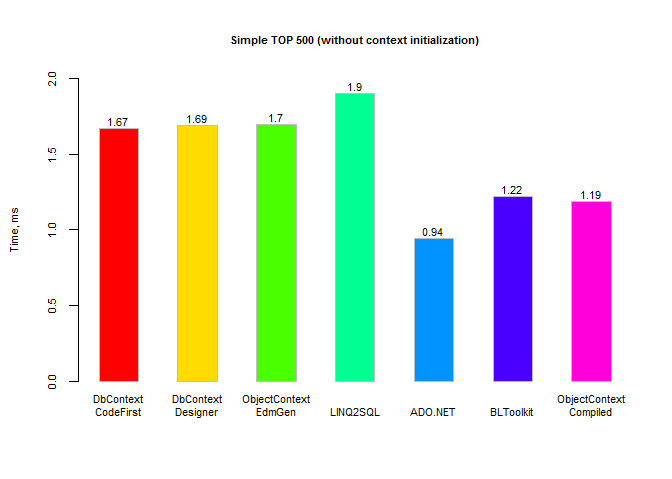 Simple TOP 500 (without context initialization)
Time, ms
2.0
1.5
1.0
0.5
0.0
1.67
1.69
1.7
1.9
0.94
1.22
1.19
DbContext
CodeFirst
DbContext
Designer
ObjectContext
EdmGen
LINQ2SQL
ADO.NET
BLToolkit
ObjectContext
Compiled